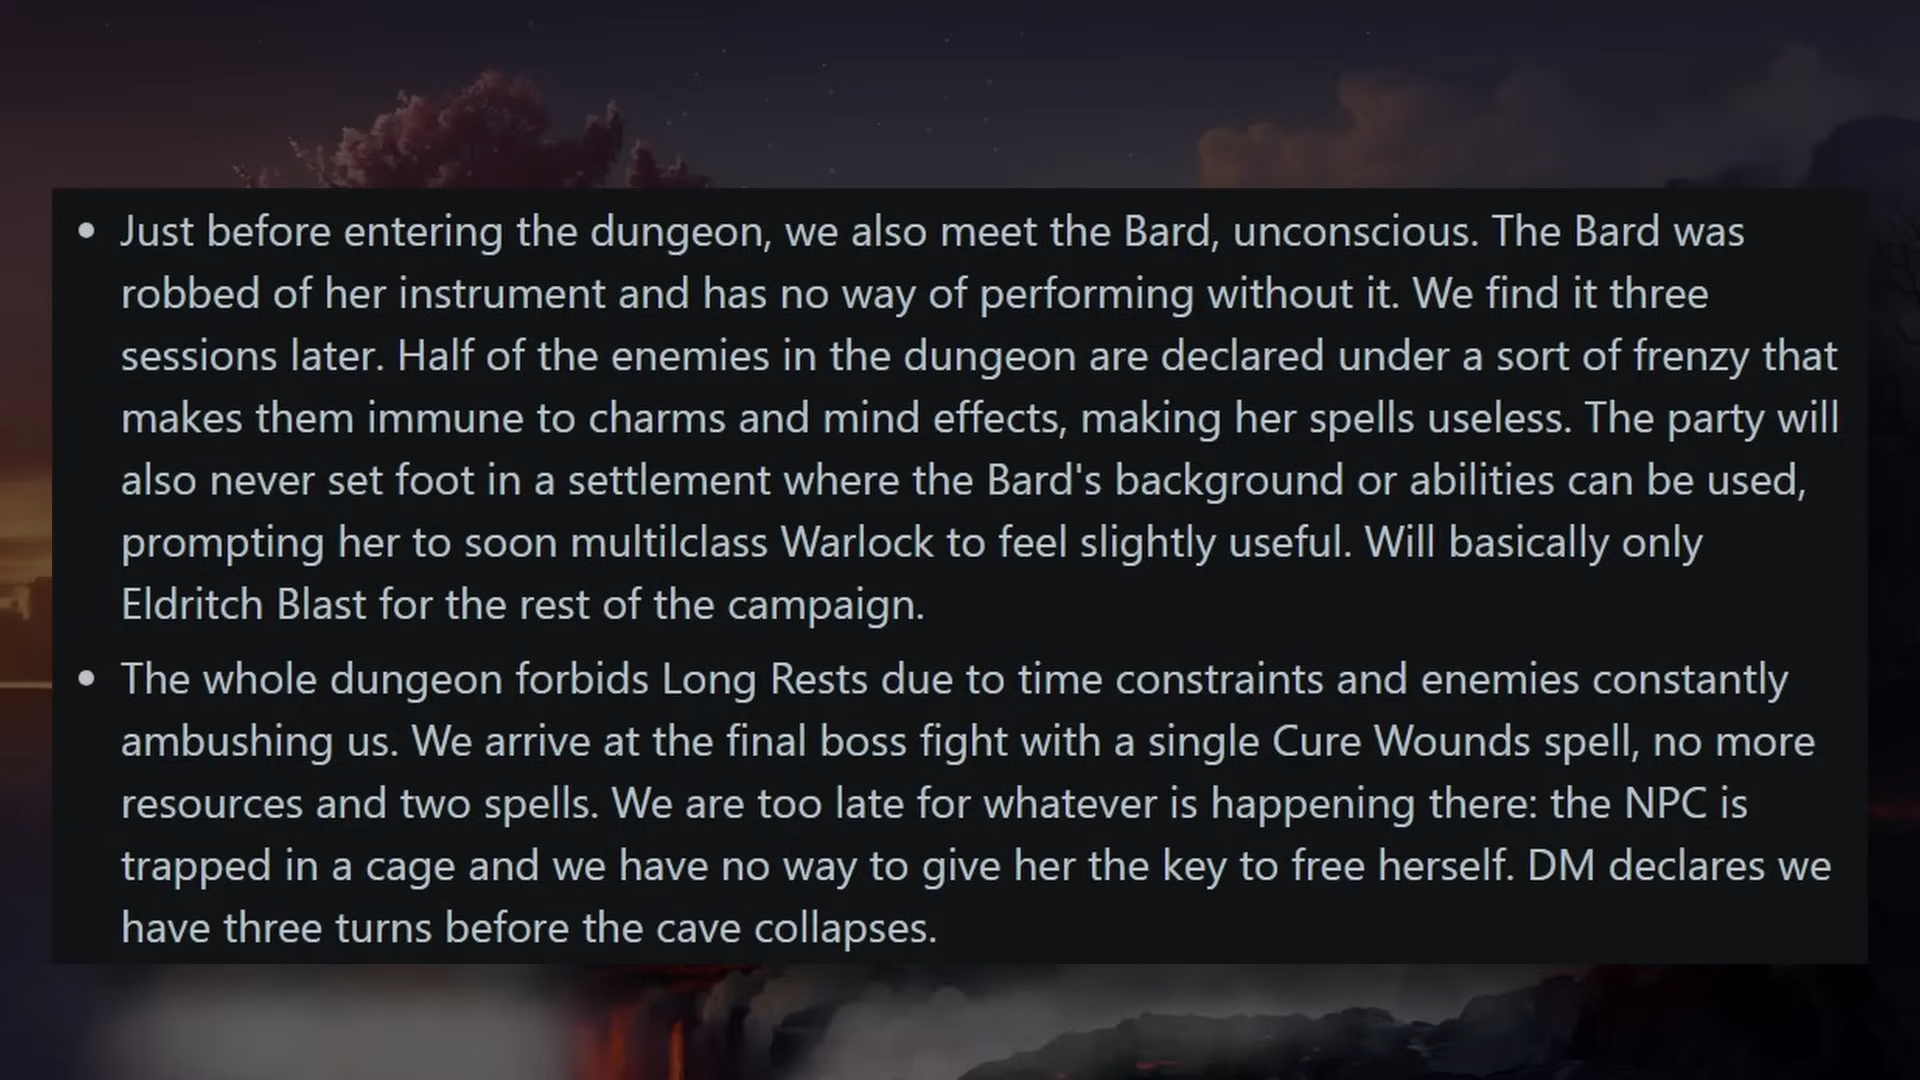 • Just before entering the dungeon, we also meet the Bard, unconscious. The Bard was
robbed of her instrument and has no way of performing without it. We find it three
sessions later. Half of the enemies in the dungeon are declared under a sort of frenzy that
makes them immune to charms and mind effects, making her spells useless. The party will
also never set foot in a settlement where the Bard's background or abilities can be used,
prompting her to soon multilclass Warlock to feel slightly useful. Will basically only
Eldritch Blast for the rest of the campaign.
• The whole dungeon forbids Long Rests due to time constraints and enemies constantly
ambushing us. We arrive at the final boss fight with a single Cure Wounds spell, no more
resources and two spells. We are too late for whatever is happening there: the NPC is
trapped in a cage and we have no way to give her the key to free herself. DM declares we
have three turns before the cave collapses.